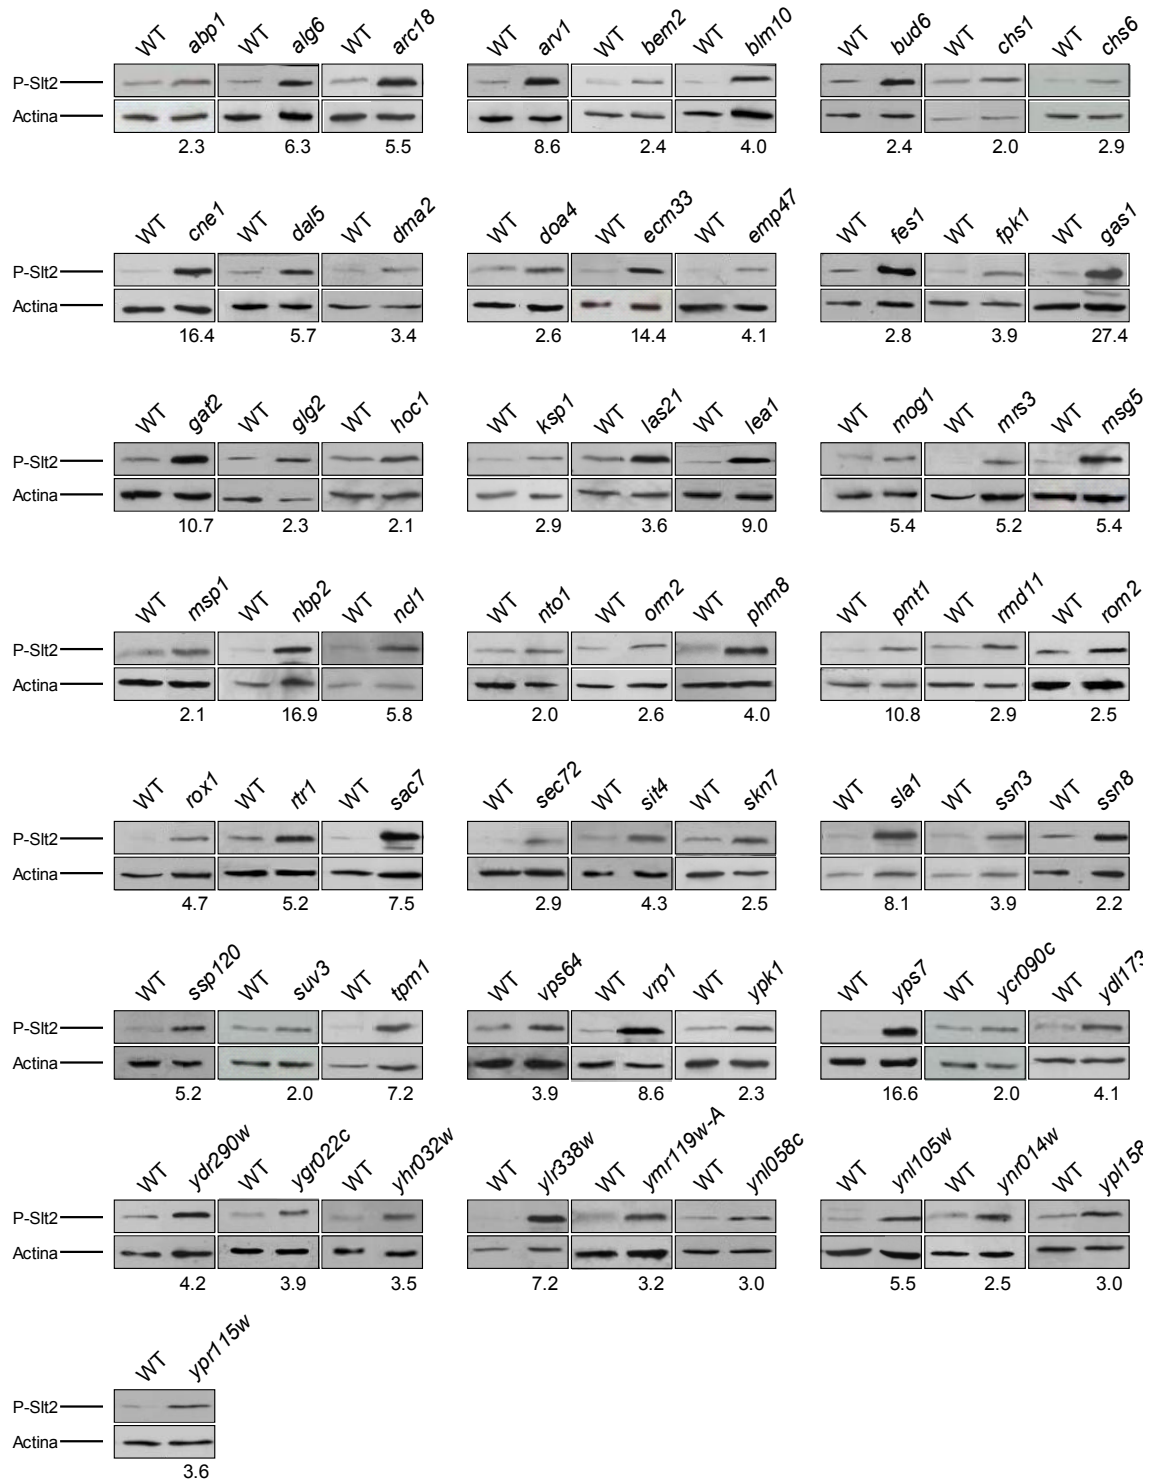 WT abp1 WT alg6 WT arc18 WT arv1 WT bem2 WT blm10 WT bud6 WT chs1 WT chs6
P-Slt2
Actina
2.3 6.3 5.5 8.6 2.4 4.0 2.4 2.0 2.9
WT cne1 WT dal5 WT dma2 WT doa4 WT ecm33 WT emp47 WT fes1 WT fpk1 WT gas1
P-Slt2
Actina
16.4 5.7 3.4 2.6 14.4 4.1 2.8 3.9 27.4
WT gat2 WT glg2 WT hoc1 WT ksp1 WT las21 WT lea1 WT mog1 WT mrs3 WT msg5
P-Slt2
Actina
10.7 2.3 2.1 2.9 3.6 9.0 5.4 5.2 5.4
WT msp1 WT nbp2 WT ncl1 WT nto1 WT orm2 WT phm8 WT pmt1 WT rmd11 WT rom2
P-Slt2
Actina
2.1 16.9 5.8 2.0 2.6 4.0 10.8 2.9 2.5
WT rox1 WT rtr1 WT sac7 WT sec72 WT sit4 WT skn7 WT sla1 WT ssn3 WT ssn8
P-Slt2
Actina
4.7 5.2 7.5 2.9 4.3 2.5 8.1 3.9 2.2
WT ssp120 WT suv3 WT tpm1 WT vps64 WT vrp1 WT ypk1 WT yps7 WT ycr090c WT ydl173
P-Slt2
Actina
5.2 2.0 7.2 3.9 8.6 2.3 16.6 2.0 4.1
WT ydr290w WT ygr022c WT yhr032w WT ylr338w WT ymr119w-A WT ynl058c WT ynl105w WT ynr014w WT ypl158
P-Slt2
Actina
4.2 3.9 3.5 7.2 3.2 3.0 5.5 2.5 3.0
WT ypr115w
P-Slt2
Actina
3.6